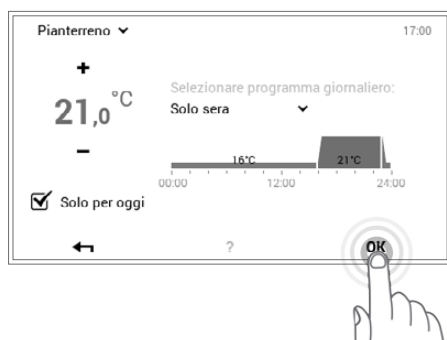 Pianterreno
17:00
+
21,0 °C
−
Selezionare programma giornaliero:
Solo sera
16°C
21°C
00:00
12:00
24:00
Solo per oggi
?
OK